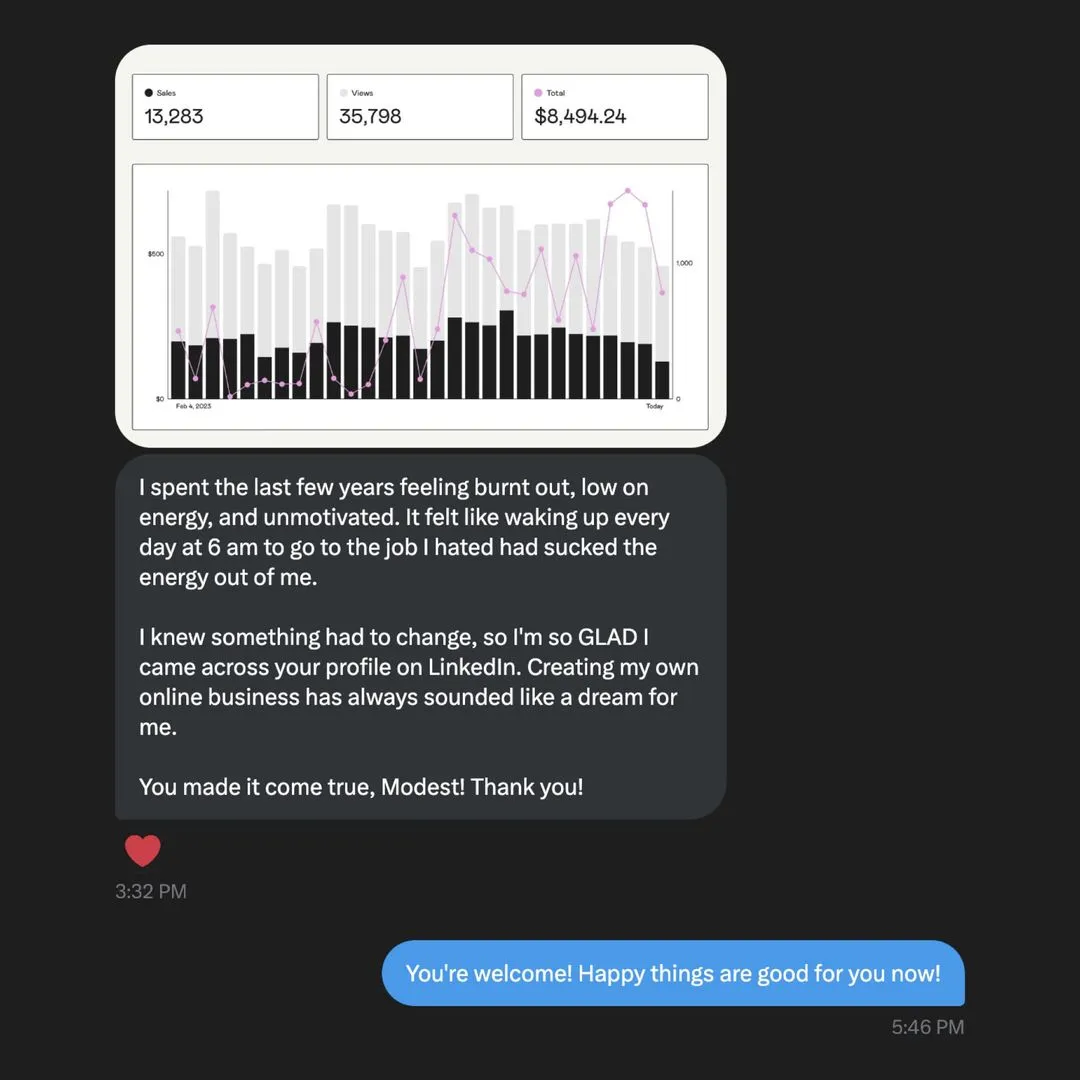 Sales
13,283
Views
35,798
Total
$8,494.24
$500
1,000
$0
0
Feb 4, 2023
Today
I spent the last few years feeling burnt out, low on
energy, and unmotivated. It felt like waking up every
day at 6 am to go to the job I hated had sucked the
energy out of me.
I knew something had to change, so I'm so GLAD I
came across your profile on LinkedIn. Creating my own
online business has always sounded like a dream for
me.
You made it come true, Modest! Thank you!
3:32 PM
You're welcome! Happy things are good for you now!
5:46 PM